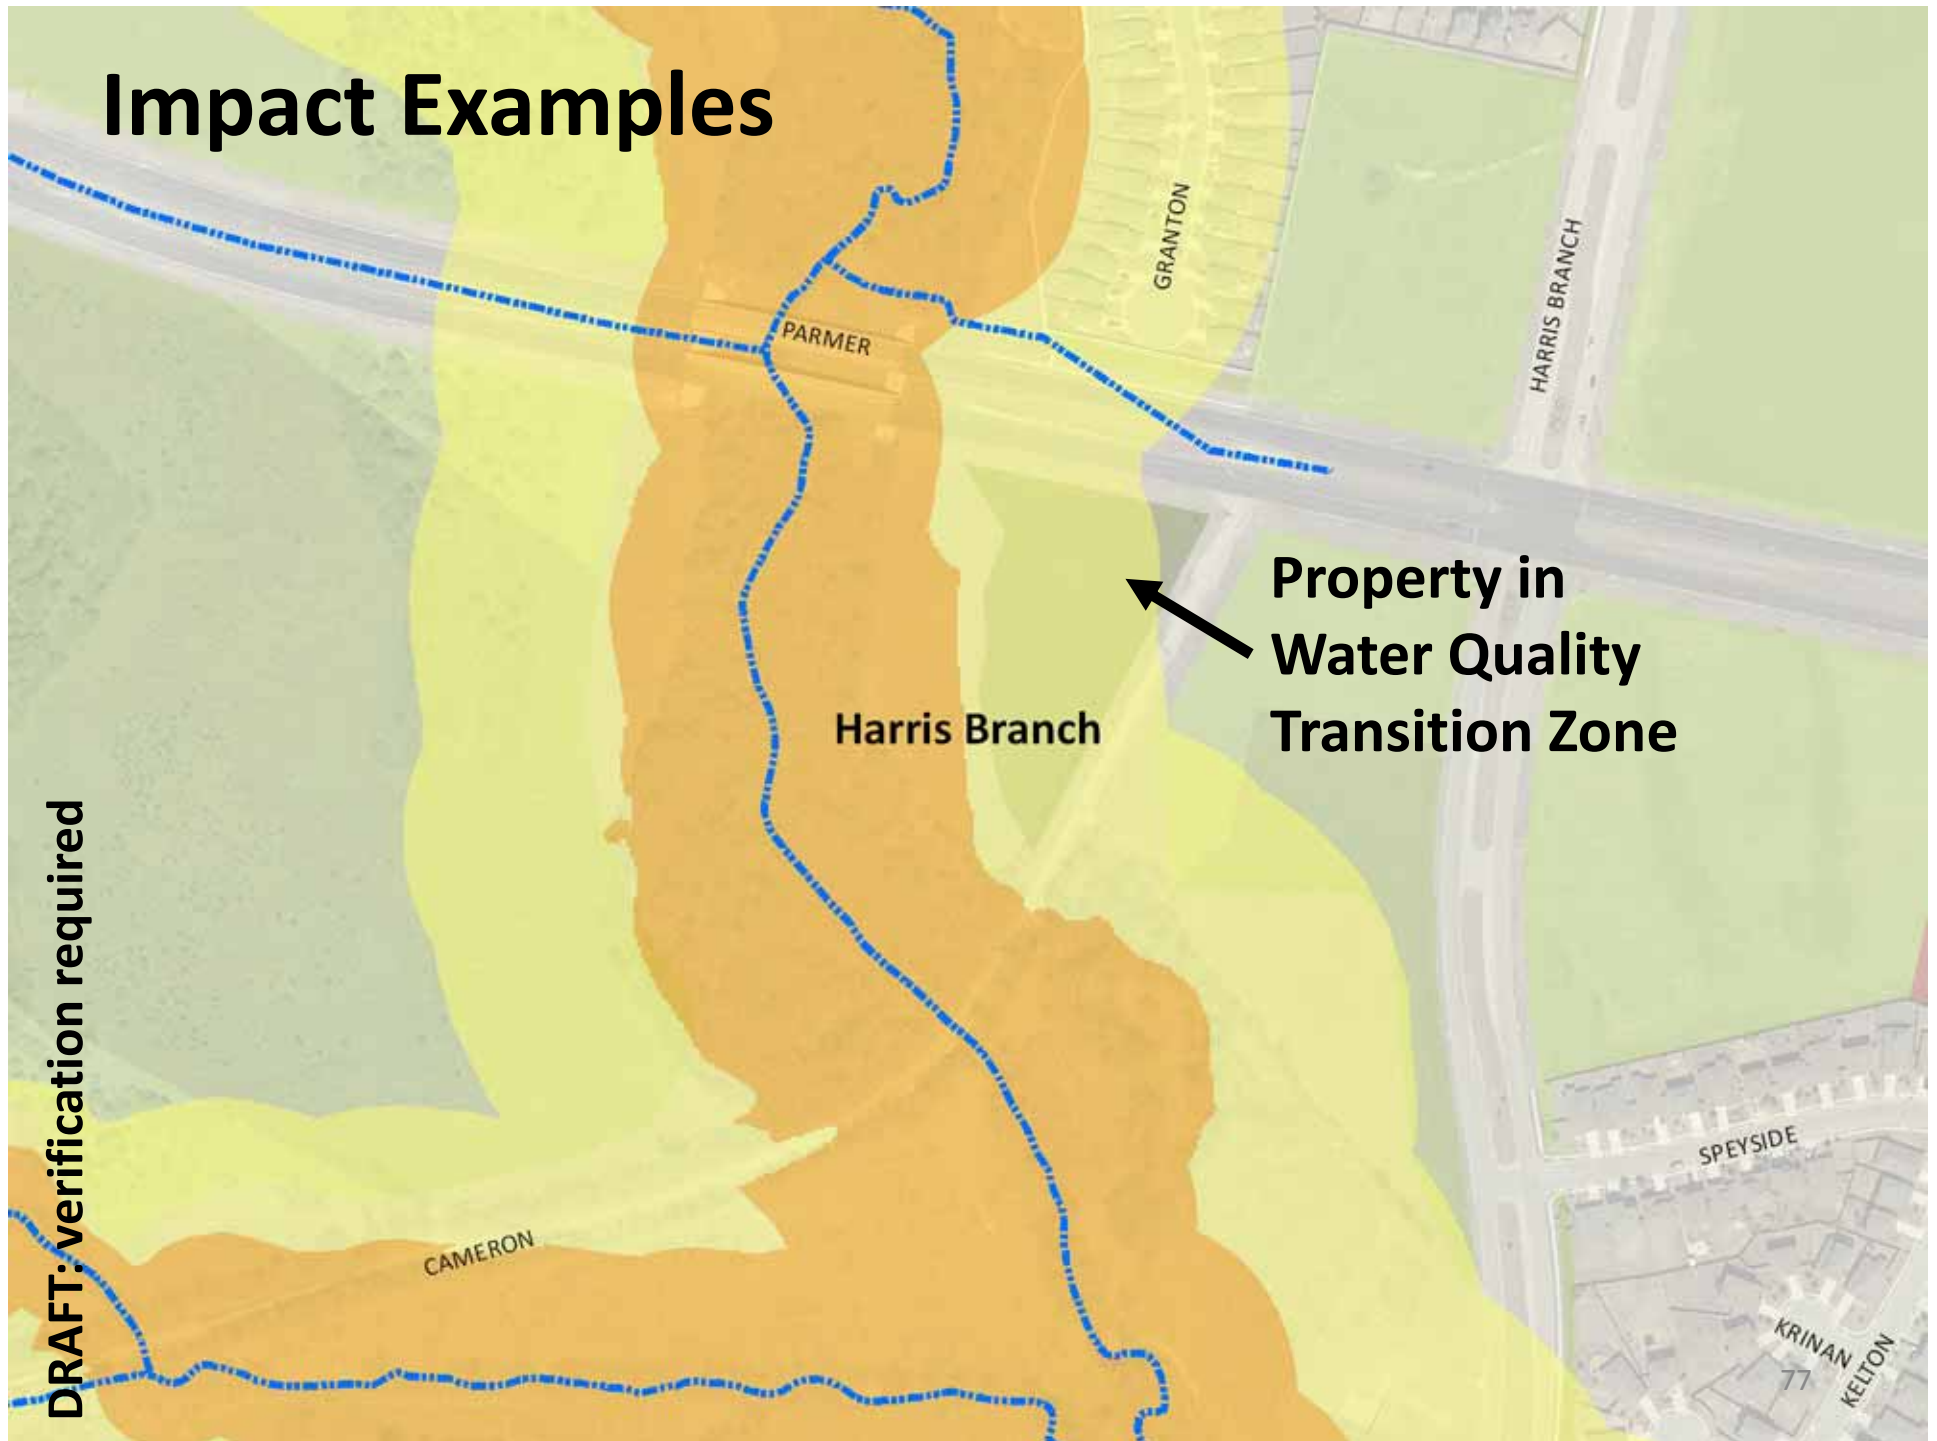 Impact Examples
GRANTON
HARRIS BRANCH
PARMER
Property in
Water Quality
Transition Zone
Harris Branch
DRAFT: verification required
SPEYSIDE
CAMERON
KRINAN
KELTON
77